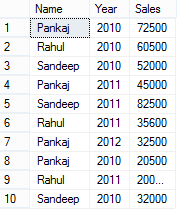 Name Year Sales
1 Pankaj 2010 72500
2 Rahul 2010 60500
3 Sandeep 2010 52000
4 Pankaj 2011 45000
5 Sandeep 2011 82500
6 Rahul 2011 35600
7 Pankaj 2012 32500
8 Pankaj 2010 20500
9 Rahul 2011 200...
10 Sandeep 2010 32000